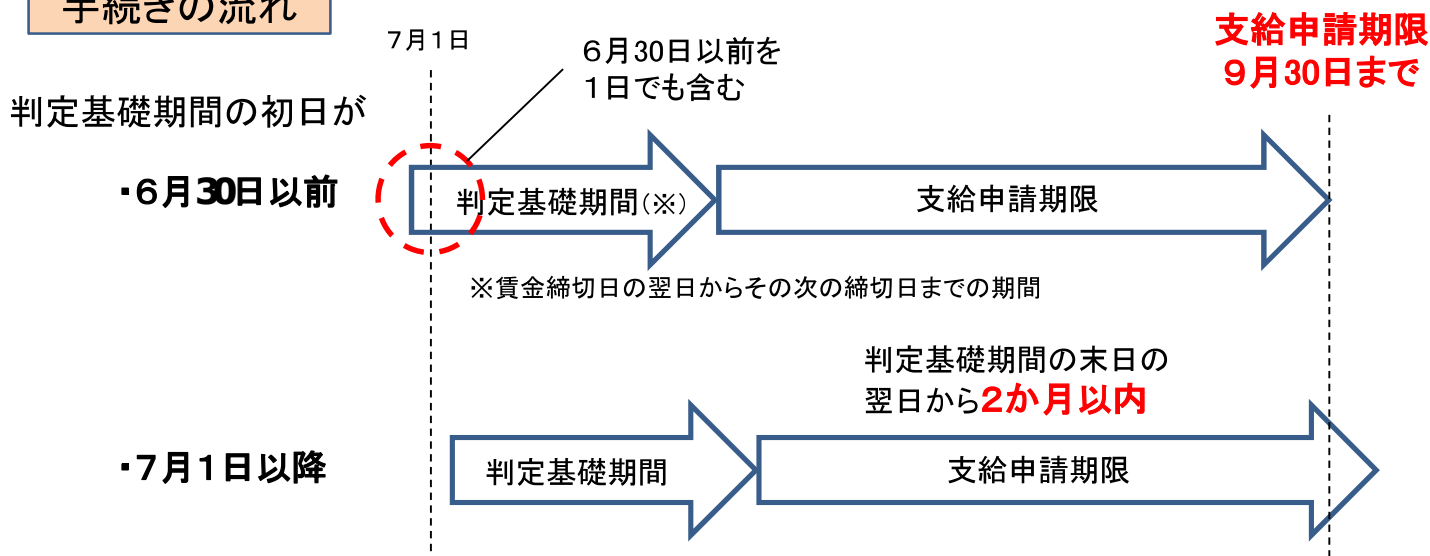 手続きの流れ
7月1日
6月30日以前を
1日でも含む
支給申請期限
9月30日まで
判定基礎期間の初日が
・6月30日以前
判定基礎期間(※)
支給申請期限
※賃金締切日の翌日からその次の締切日までの期間
判定基礎期間の末日の
翌日から2か月以内
・7月1日以降
判定基礎期間
支給申請期限